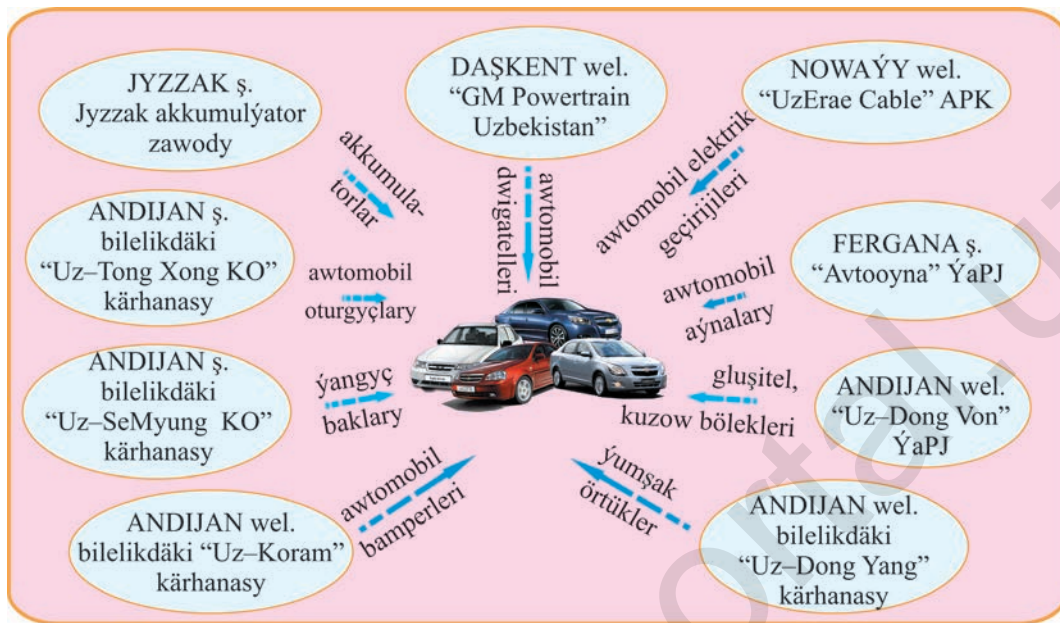 JYZZAK ş.
Jyzzak akkumulýator
zawody
akkumula-
torlar
DAŞKENT wel.
“GM Powertrain
Uzbekistan”
awtomobil
dwigatelleri
NOWAÝY wel.
“UzErae Cable” APK
awtomobil elektrik
geçirijileri
ANDIJAN ş.
bilelikdäki
“Uz–Tong Xong KO”
kärhanasy
awtomobil
oturgyçlary
FERGANA ş.
“Avtooyna” ÝaPJ
awtomobil
aýnalary
ANDIJAN ş.
bilelikdäki
“Uz–SeMyung KO”
kärhanasy
ýangyç
baklary
ANDIJAN wel.
“Uz–Dong Von”
ÝaPJ
gluşitel,
kuzow bölekleri
ANDIJAN wel.
bilelikdäki “Uz–Koram”
kärhanasy
awtomobil
bamperleri
ANDIJAN wel.
bilelikdäki
“Uz–Dong Yang”
kärhanasy
ýumşak
örtükler
ortal.uz